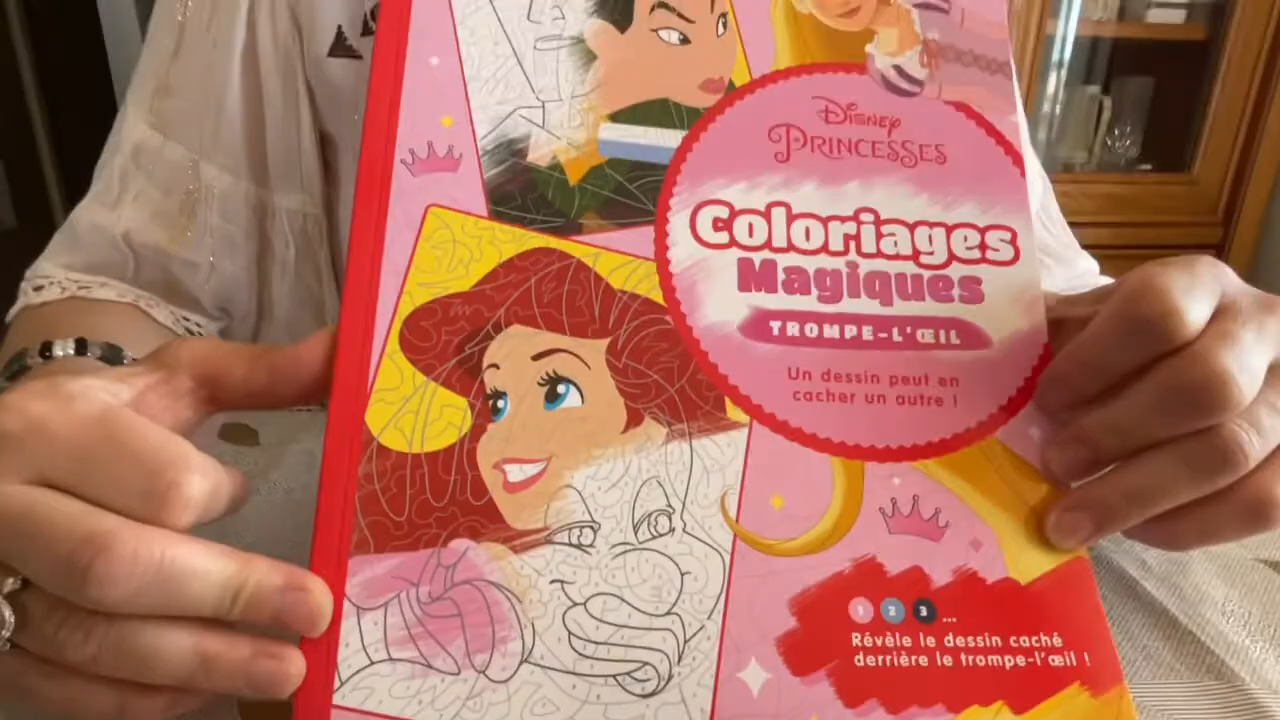 Disney
PRINCESSES
Coloriages
Magiques
TROMPE-L'ŒIL
Un dessin peut en
cacher un autre !
1 2 3 ...
Révèle le dessin caché
derrière le trompe-l'œil !